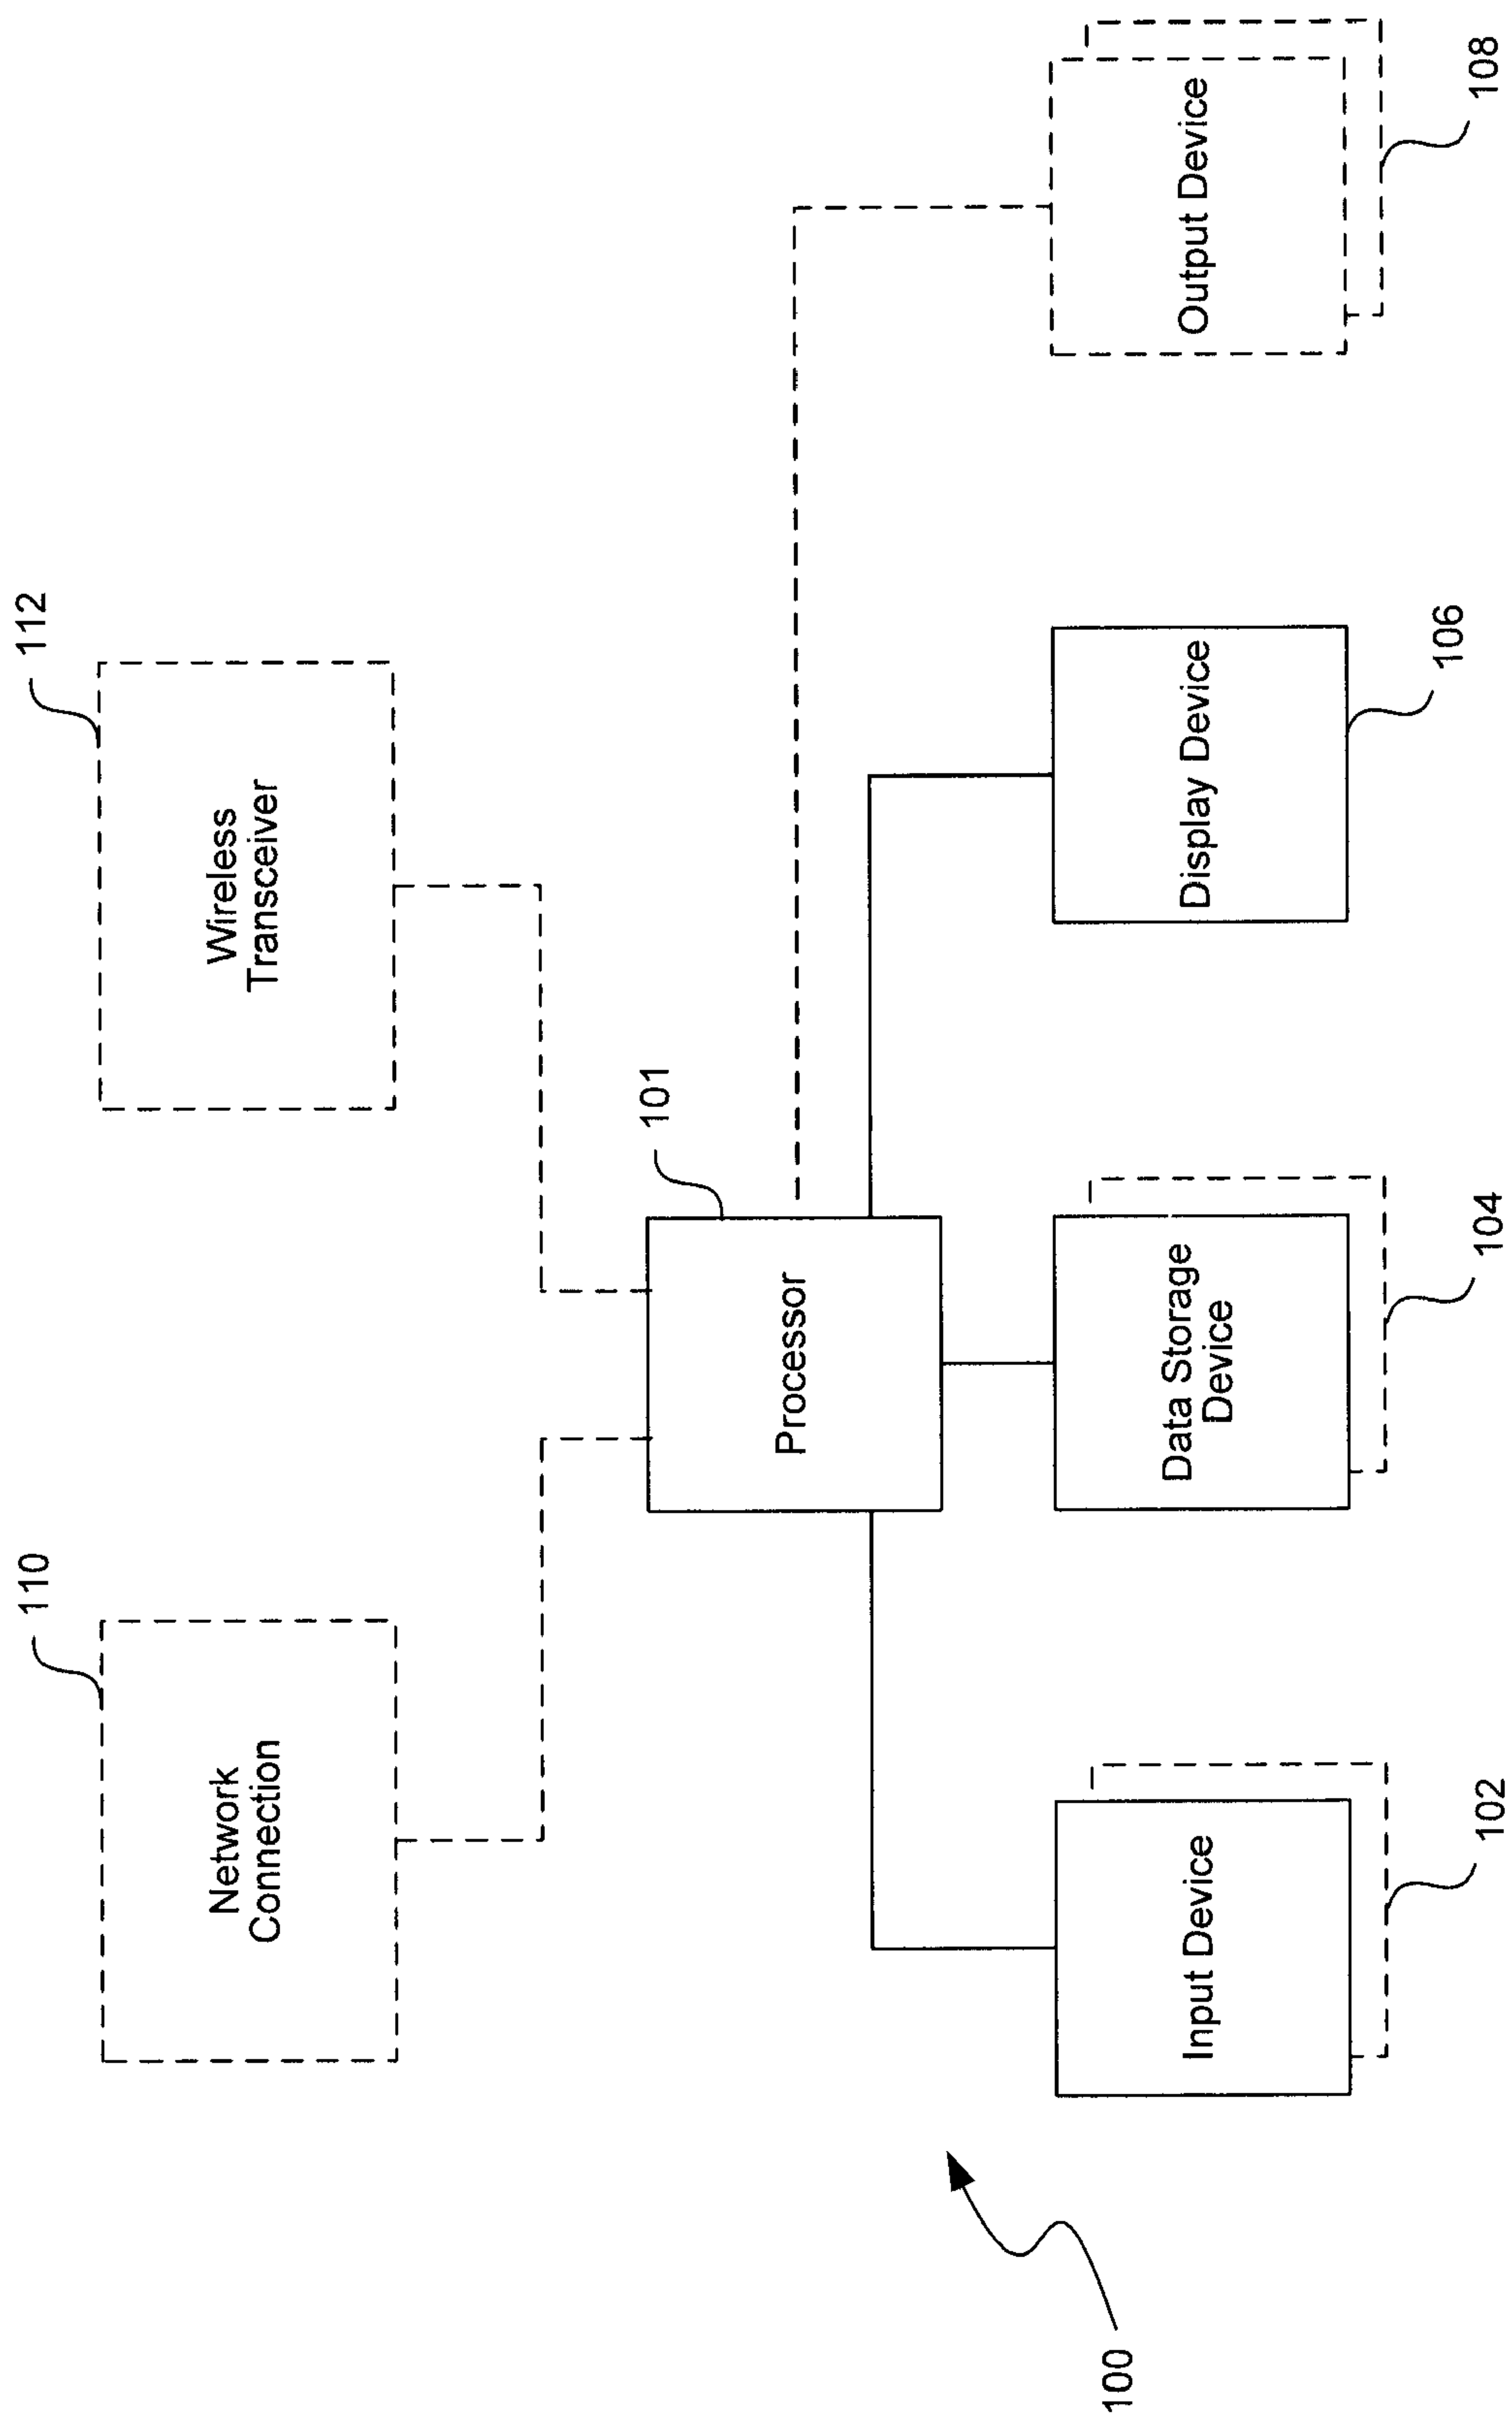 110
Network
Connection
112
Wireless
Transceiver
101
Processor
Input Device
102
Data Storage
Device
104
Display Device
106
Output Device
108
100